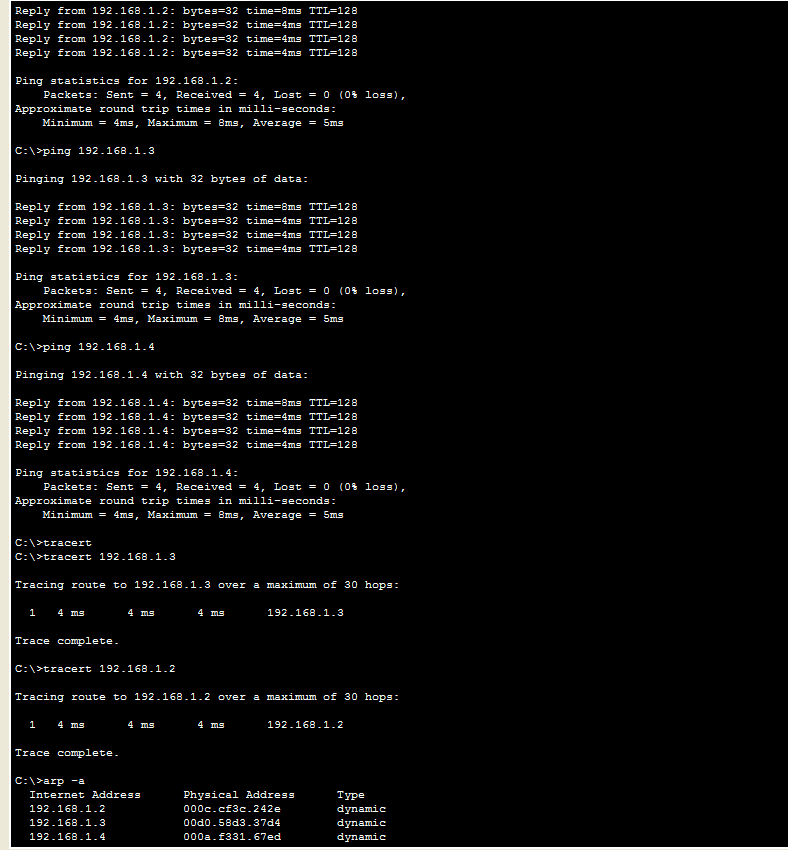 Reply from 192.168.1.2: bytes=32 time=8ms TTL=128
Reply from 192.168.1.2: bytes=32 time=4ms TTL=128
Reply from 192.168.1.2: bytes=32 time=4ms TTL=128
Reply from 192.168.1.2: bytes=32 time=4ms TTL=128

Ping statistics for 192.168.1.2:
    Packets: Sent = 4, Received = 4, Lost = 0 (0% loss),
Approximate round trip times in milli-seconds:
    Minimum = 4ms, Maximum = 8ms, Average = 5ms

C:\>ping 192.168.1.3

Pinging 192.168.1.3 with 32 bytes of data:

Reply from 192.168.1.3: bytes=32 time=8ms TTL=128
Reply from 192.168.1.3: bytes=32 time=4ms TTL=128
Reply from 192.168.1.3: bytes=32 time=4ms TTL=128
Reply from 192.168.1.3: bytes=32 time=4ms TTL=128

Ping statistics for 192.168.1.3:
    Packets: Sent = 4, Received = 4, Lost = 0 (0% loss),
Approximate round trip times in milli-seconds:
    Minimum = 4ms, Maximum = 8ms, Average = 5ms

C:\>ping 192.168.1.4

Pinging 192.168.1.4 with 32 bytes of data:

Reply from 192.168.1.4: bytes=32 time=8ms TTL=128
Reply from 192.168.1.4: bytes=32 time=4ms TTL=128
Reply from 192.168.1.4: bytes=32 time=4ms TTL=128
Reply from 192.168.1.4: bytes=32 time=4ms TTL=128

Ping statistics for 192.168.1.4:
    Packets: Sent = 4, Received = 4, Lost = 0 (0% loss),
Approximate round trip times in milli-seconds:
    Minimum = 4ms, Maximum = 8ms, Average = 5ms

C:\>tracert
C:\>tracert 192.168.1.3

Tracing route to 192.168.1.3 over a maximum of 30 hops:

  1   4 ms      4 ms      4 ms      192.168.1.3

Trace complete.

C:\>tracert 192.168.1.2

Tracing route to 192.168.1.2 over a maximum of 30 hops:

  1   4 ms      4 ms      4 ms      192.168.1.2

Trace complete.

C:\>arp -a
  Internet Address      Physical Address      Type
  192.168.1.2           000c.cf3c.242e        dynamic
  192.168.1.3           00d0.58d3.37d4        dynamic
  192.168.1.4           000a.f331.67ed        dynamic